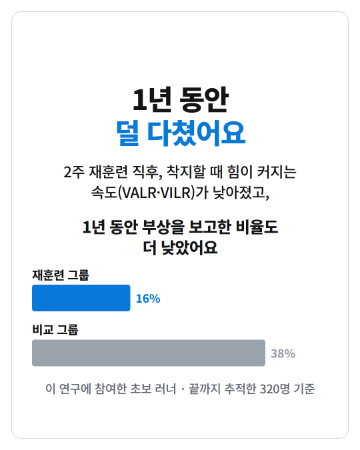 1년 동안
덜 다쳤어요
2주 재훈련 직후, 착지할 때 힘이 커지는
속도(VALR·VILR)가 낮아졌고,
1년 동안 부상을 보고한 비율도
더 낮았어요
재훈련 그룹
16%
비교 그룹
38%
이 연구에 참여한 초보 러너 · 끝까지 추적한 320명 기준